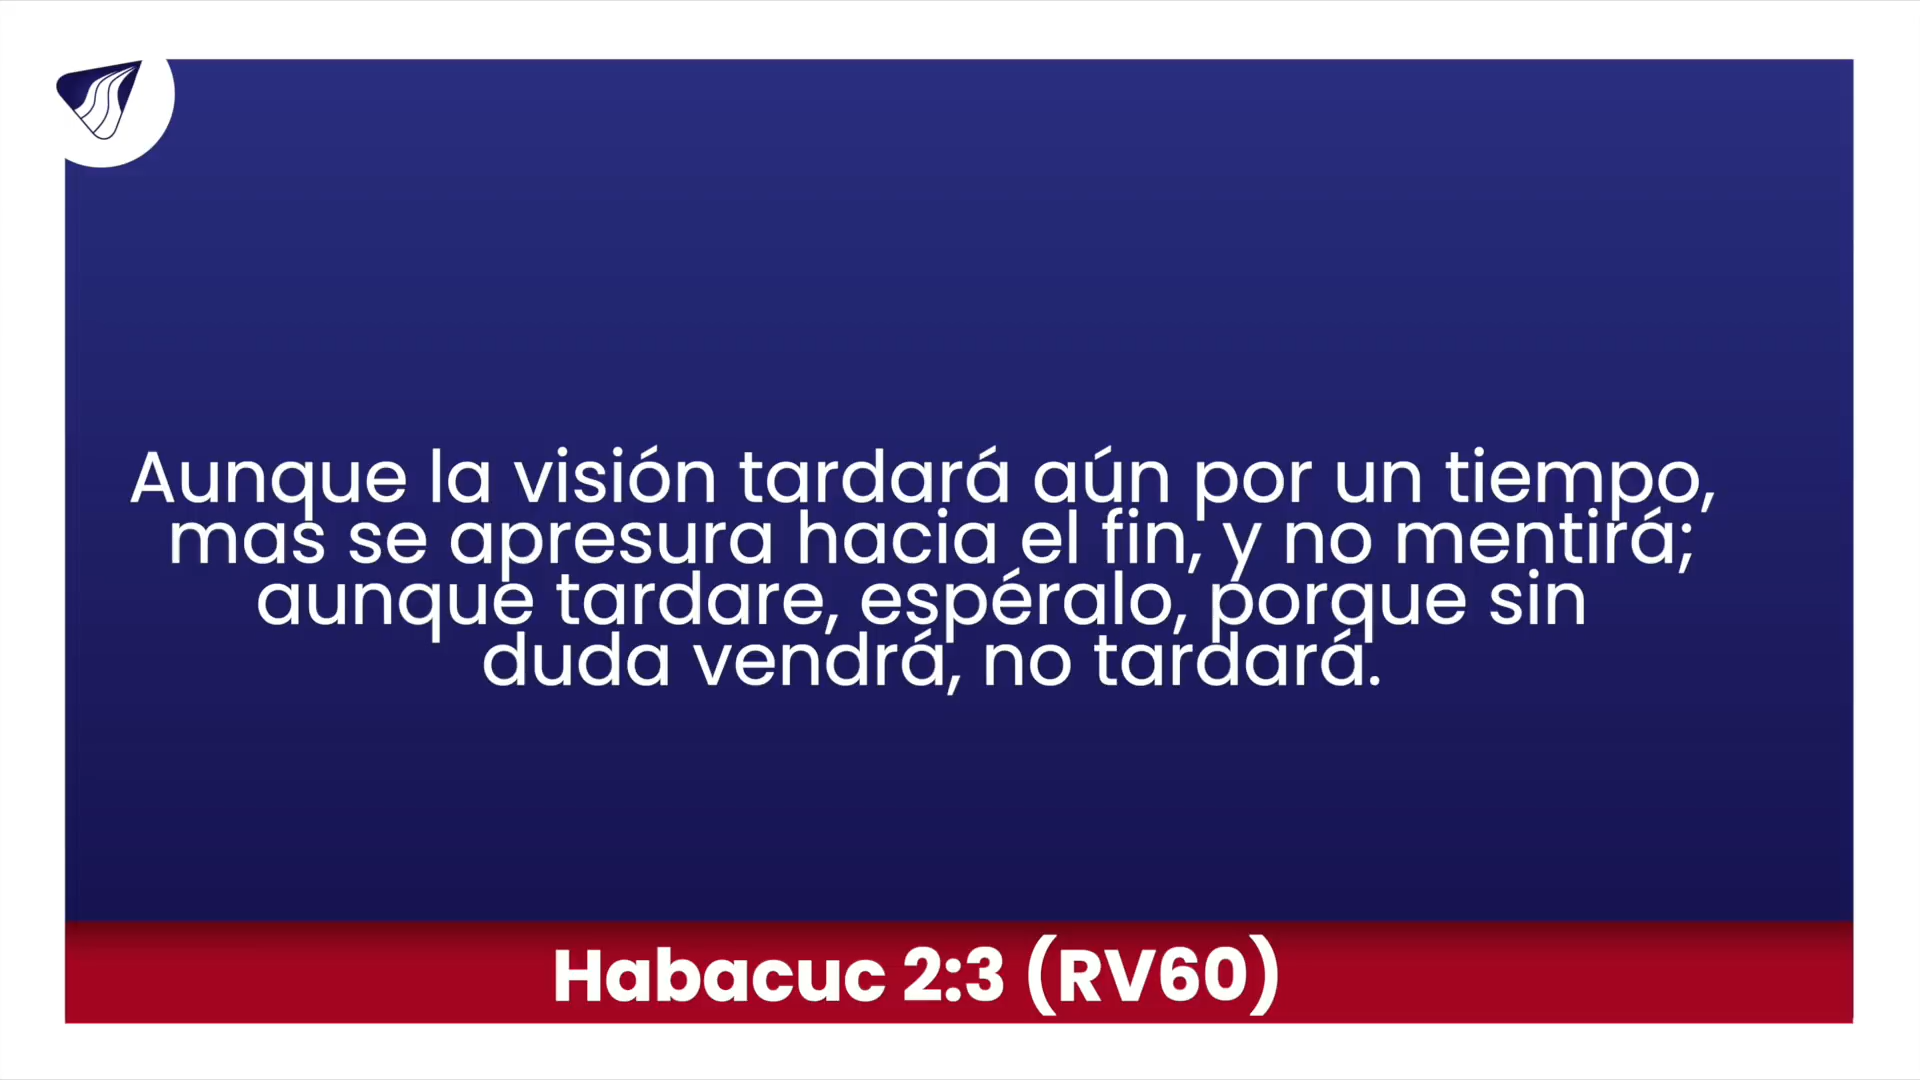 Aunque la visión tardará aún por un tiempo,
mas se apresura hacia el fin, y no mentirá;
aunque tardare, espéralo, porque sin
duda vendrá, no tardará.
Habacuc 2:3 (RV60)